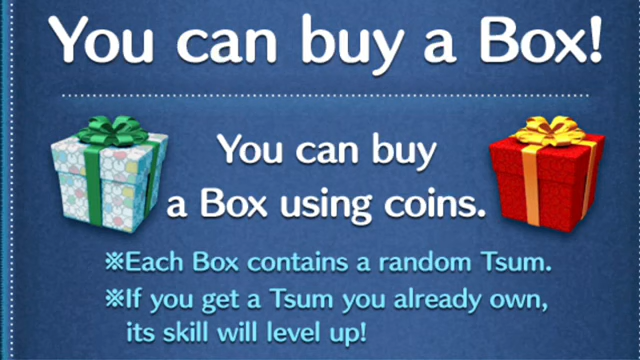 You can buy a Box!
You can buy
a Box using coins.
※Each Box contains a random Tsum.
※If you get a Tsum you already own,
its skill will level up!